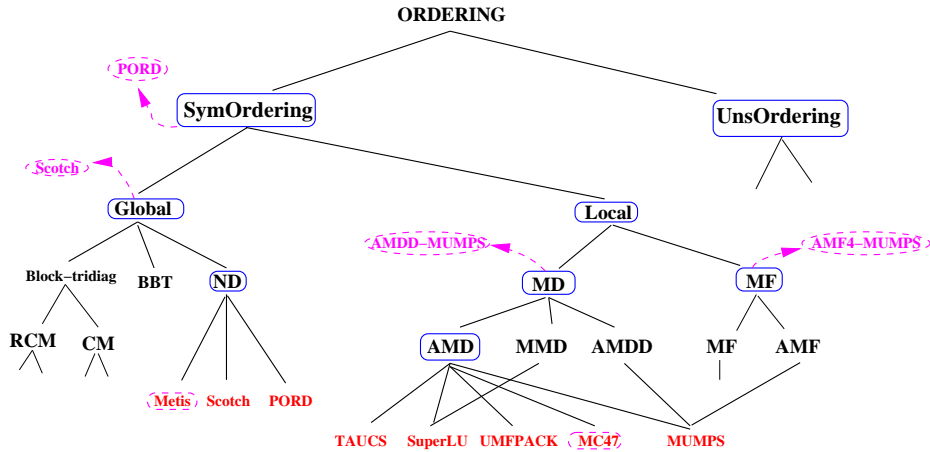 ORDERING
PORD
SymOrdering
UnsOrdering
Scotch
Global
Local
AMDD−MUMPS
AMF4−MUMPS
Block−tridiag
BBT
ND
MD
MF
RCM
CM
AMD
MMD
AMDD
MF
AMF
Metis
Scotch
PORD
TAUCS
SuperLU
UMFPACK
MC47
MUMPS